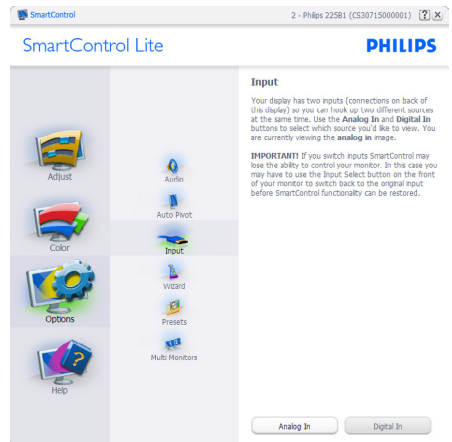 SmartControl
2 - Philips 225B1 (CS30715000001)
SmartControl Lite
PHILIPS
Adjust
Color
Options
Help
Audio
Auto Pivot
Input
Wizard
Presets
Multi Monitors
Input
Your display has two inputs (connections on back of
this display) so you can hook up two different sources
at the same time. Use the Analog In and Digital In
buttons to select which source you'd like to view. You
are currently viewing the analog in image.
IMPORTANT! If you switch inputs SmartControl may
lose the ability to control your monitor. In this case you
may have to use the Input Select button on the front
of your monitor to switch back to the original input
before SmartControl functionality can be restored.
Analog In
Digital In